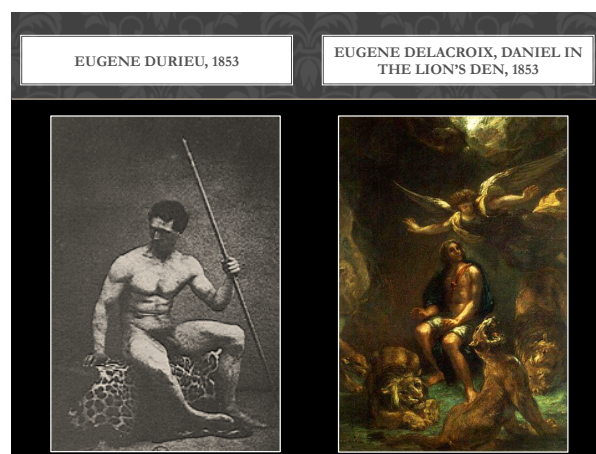 EUGENE DURIEU, 1853
EUGENE DELACROIX, DANIEL IN
THE LION'S DEN, 1853